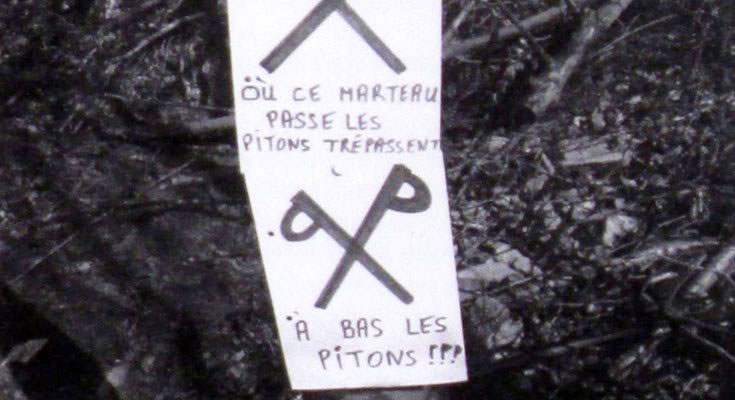 OÙ CE MARTEAU
PASSE LES
PITONS TRÉPASSENT
À BAS LES
PITONS !!!